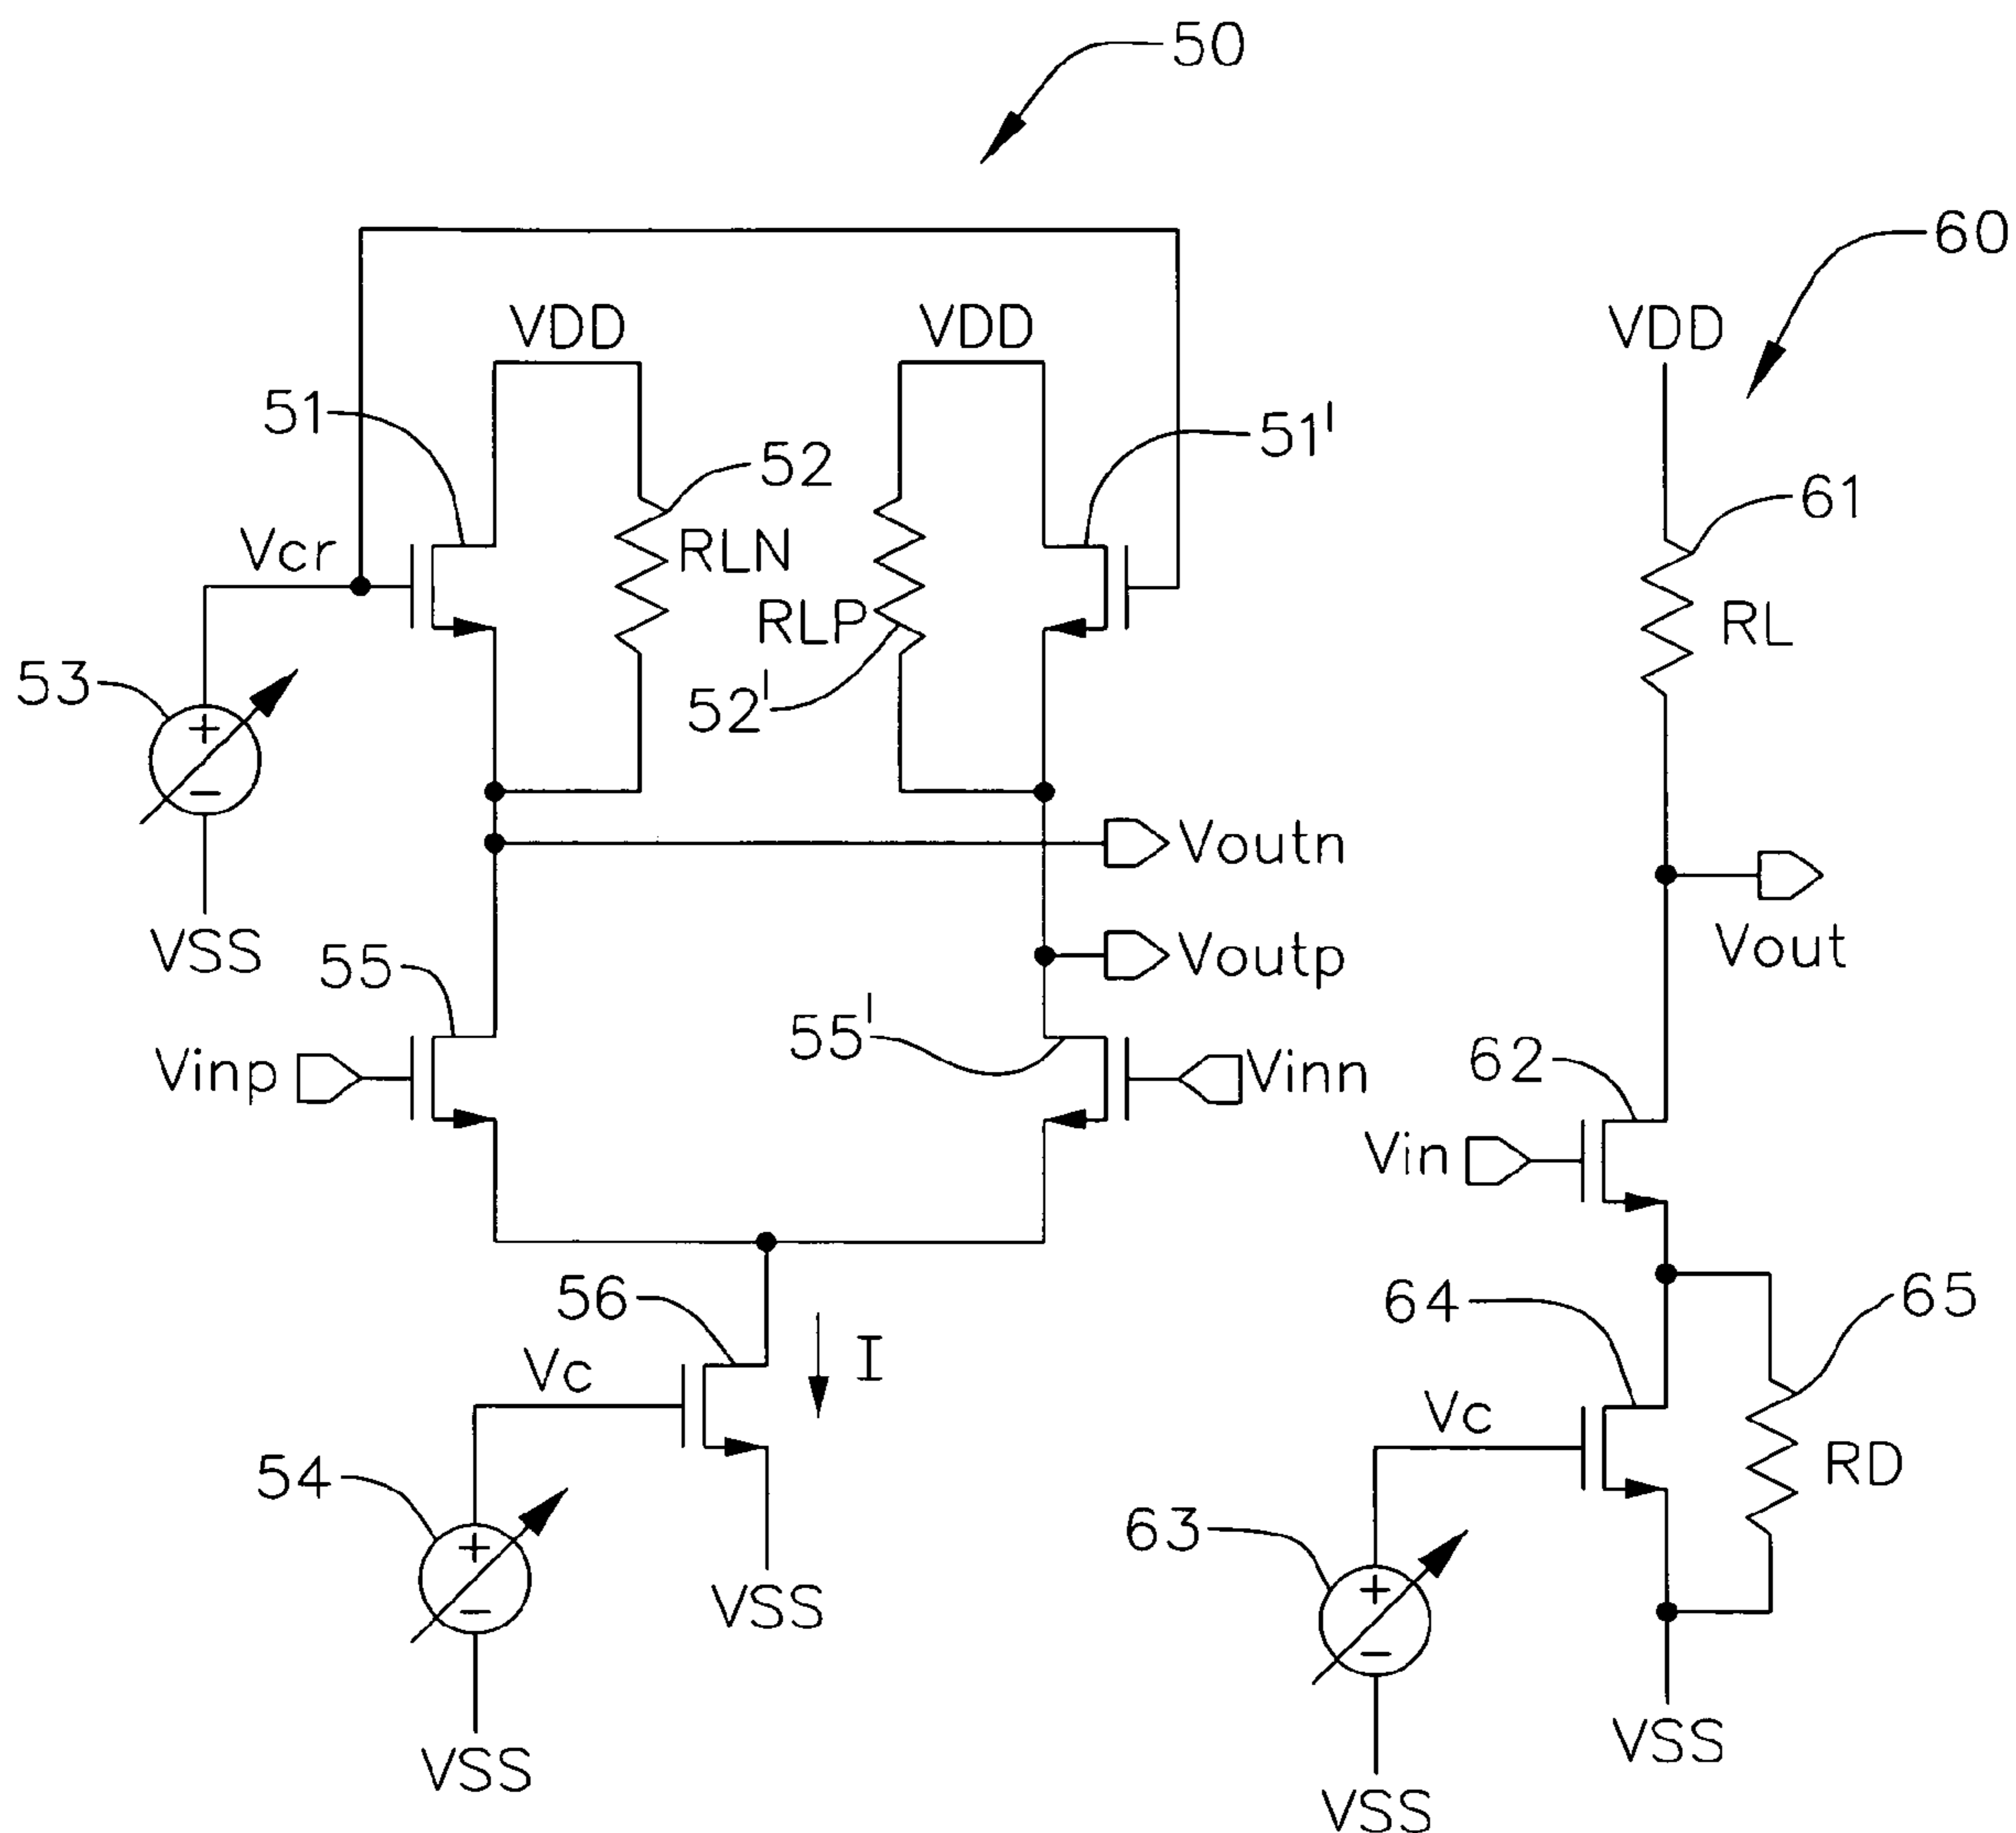 50
60
VDD
VDD
VDD
51
51'
52
61
Vcr
RLN
RLP
RL
53
52'
+
−
Voutn
VSS
55
Voutp
Vout
55'
Vinp
Vinn
62
Vin
56
64
65
I
Vc
Vc
54
RD
63
+
−
VSS
+
−
VSS
VSS
VSS